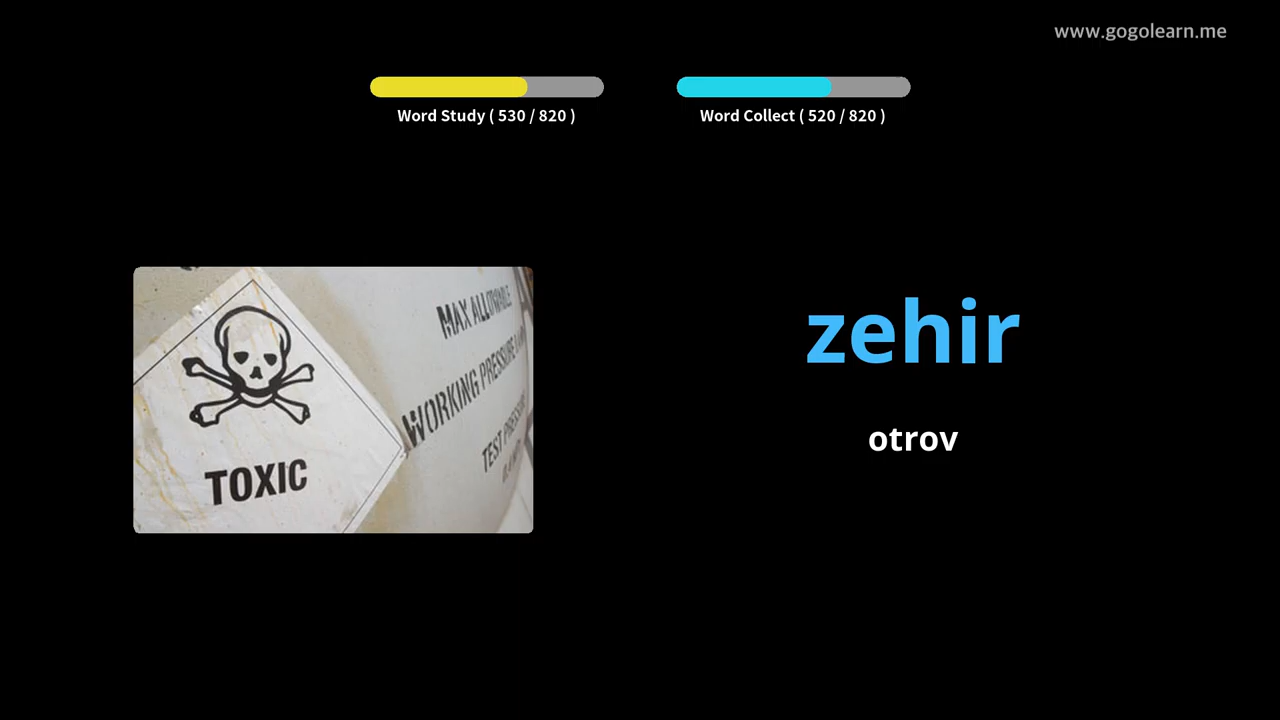 www.gogolearn.me
Word Study ( 530 / 820 )
Word Collect ( 520 / 820 )
TOXIC
MAX ALLOWABLE
WORKING PRESSURE
TEST PRESSURE
zehir
otrov